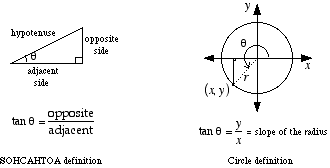 hypotenuse
opposite
side
θ
adjacent
side
tan θ = opposite
adjacent
SOHCAHTOA definition
y
θ
x
r
(x, y)
tan θ = y
x = slope of the radius
Circle definition